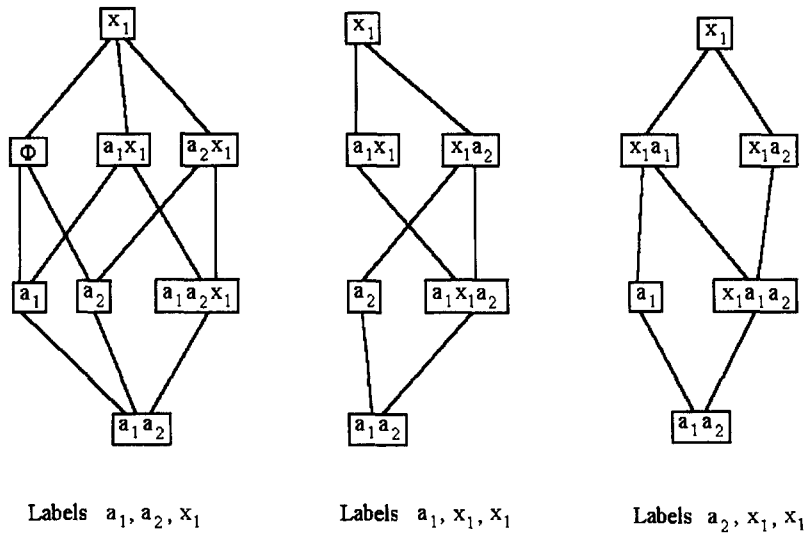 x₁ x₁ x₁
Φ a₁x₁ a₂x₁ a₁x₁ x₁a₂ x₁a₁ x₁a₂
a₁ a₂ a₁a₂x₁ a₂ a₁x₁a₂ a₁ x₁a₁a₂
a₁a₂ a₁a₂ a₁a₂
Labels a₁, a₂, x₁ Labels a₁, x₁, x₁ Labels a₂, x₁, x₁